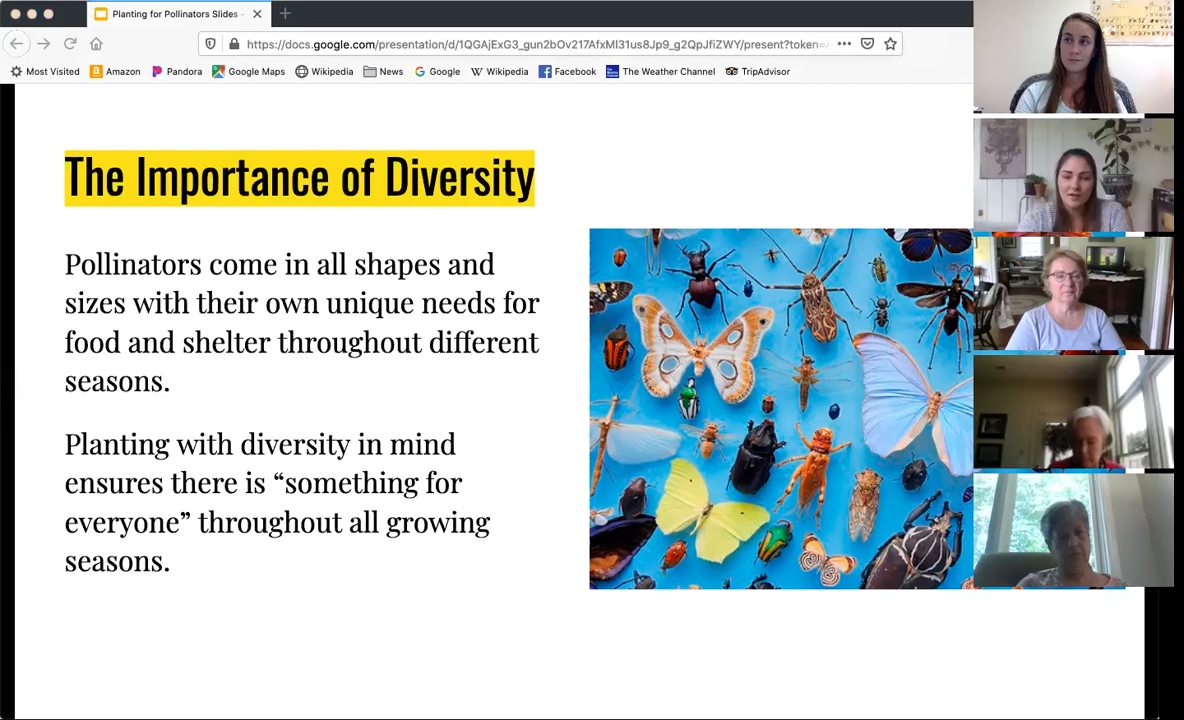 Planting for Pollinators Slides -
https://docs.google.com/presentation/d/1QGAjExG3_gun2bOv217AfxMl31us8Jp9_g2QpJfiZWY/present?token=
Most Visited Amazon Pandora Google Maps Wikipedia News Google Wikipedia Facebook The Weather Channel TripAdvisor
The Importance of Diversity
Pollinators come in all shapes and
sizes with their own unique needs for
food and shelter throughout different
seasons.
Planting with diversity in mind
ensures there is “something for
everyone” throughout all growing
seasons.